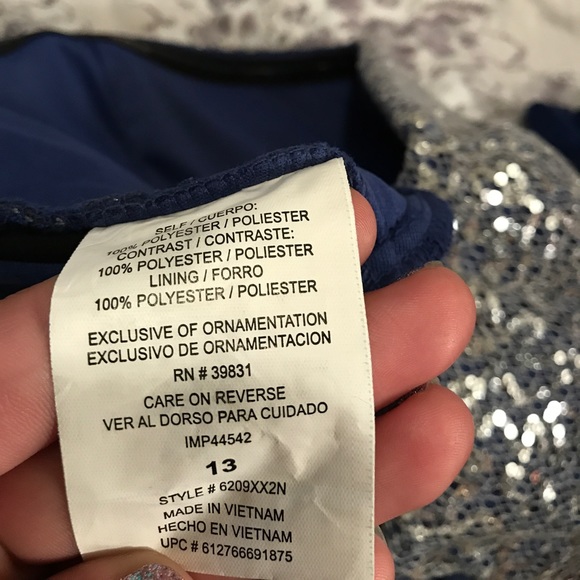 SELF / CUERPO:
100% POLYESTER / POLIESTER
CONTRAST / CONTRASTE:
100% POLYESTER / POLIESTER
LINING / FORRO
100% POLYESTER / POLIESTER
EXCLUSIVE OF ORNAMENTATION
EXCLUSIVO DE ORNAMENTACION
RN # 39831
CARE ON REVERSE
VER AL DORSO PARA CUIDADO
IMP44542
13
STYLE # 6209XX2N
MADE IN VIETNAM
HECHO EN VIETNAM
UPC # 612766691875